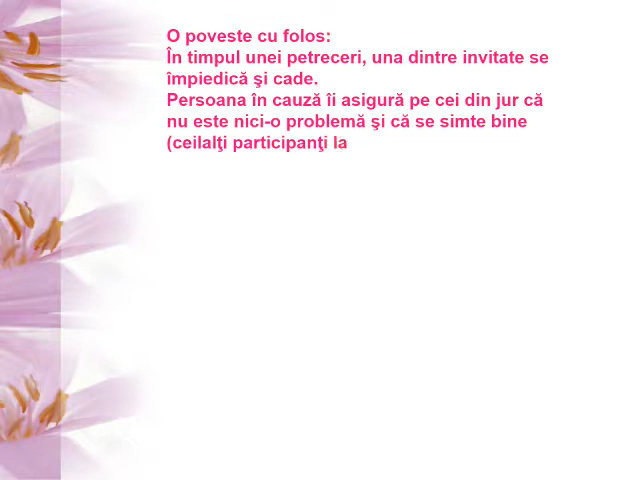 O poveste cu folos:
În timpul unei petreceri, una dintre invitate se
împiedică şi cade.
Persoana în cauză îi asigură pe cei din jur că
nu este nici-o problemă şi că se simte bine
(ceilalţi participanţi la